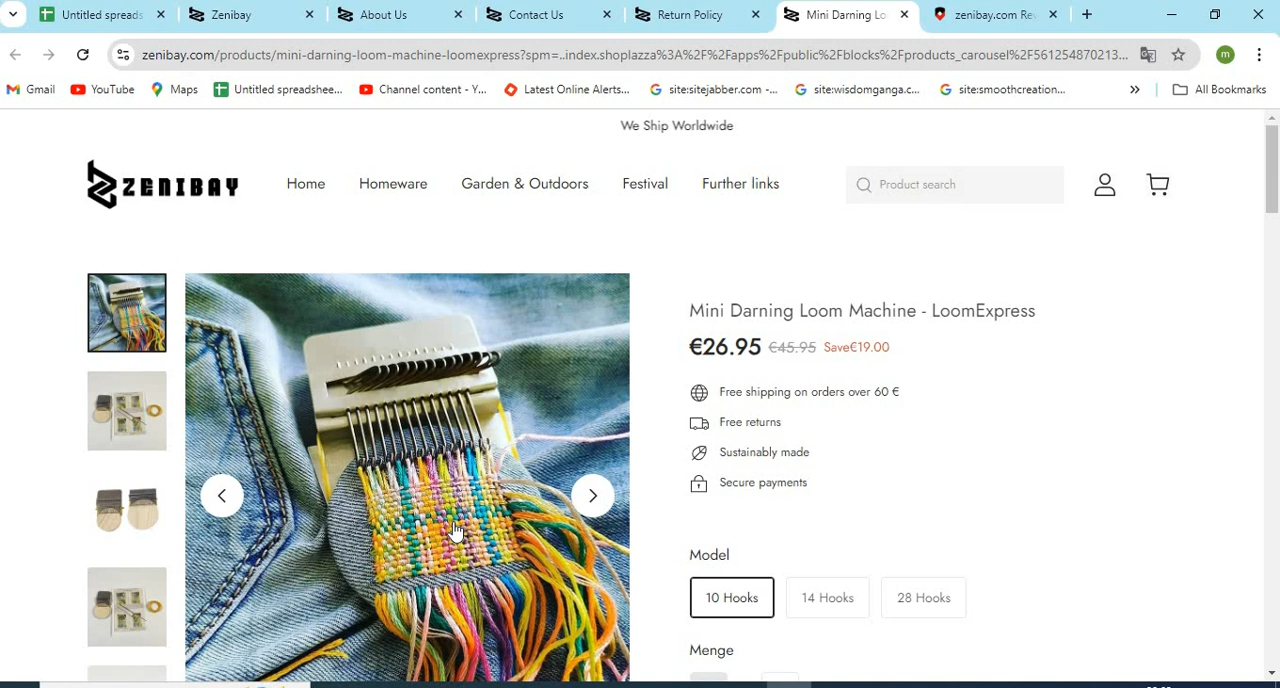 Untitled spreads
Zenibay
About Us
Contact Us
Return Policy
Mini Darning Lo
zenibay.com Re
zenibay.com/products/mini-darning-loom-machine-loomexpress?spm=..index.shoplazza%3A%2F%2Fapps%2Fpublic%2Fblocks%2Fproducts_carousel%2F561254870213...
m
Gmail
YouTube
Maps
Untitled spreadshee...
Channel content - Y...
Latest Online Alerts...
site:sitejabber.com -...
site:wisdomganga.c...
site:smoothcreation...
All Bookmarks
We Ship Worldwide
ZENIBAY
Home
Homeware
Garden & Outdoors
Festival
Further links
Product search
Mini Darning Loom Machine - LoomExpress
€26.95 €45.95 Save€19.00
Free shipping on orders over 60 €
Free returns
Sustainably made
Secure payments
Model
10 Hooks
14 Hooks
28 Hooks
Menge